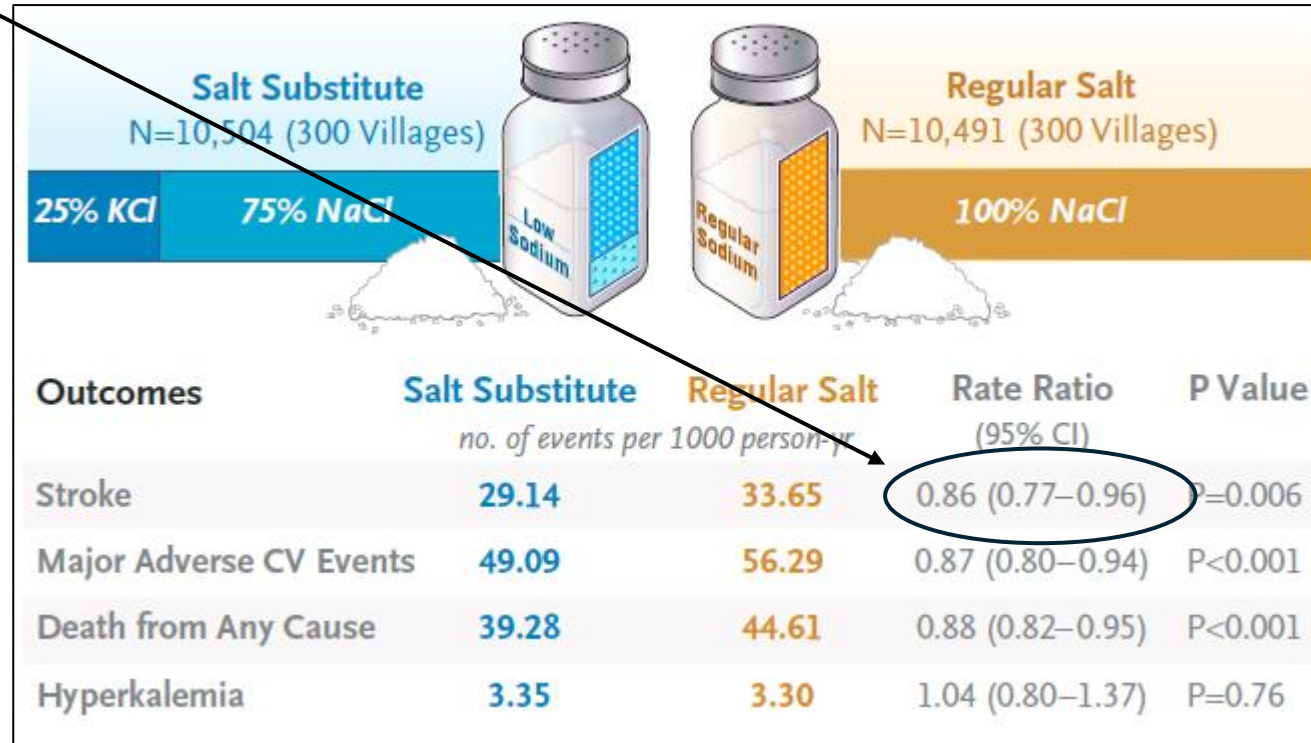 Salt Substitute
N=10,504 (300 Villages)
Regular Salt
N=10,491 (300 Villages)
25% KCl 75% NaCl
Low
Sodium
Regular
Sodium
100% NaCl
Outcomes Salt Substitute Regular Salt Rate Ratio P Value
no. of events per 1000 person-yr (95% CI)
Stroke 29.14 33.65 0.86 (0.77–0.96) P=0.006
Major Adverse CV Events 49.09 56.29 0.87 (0.80–0.94) P<0.001
Death from Any Cause 39.28 44.61 0.88 (0.82–0.95) P<0.001
Hyperkalemia 3.35 3.30 1.04 (0.80–1.37) P=0.76